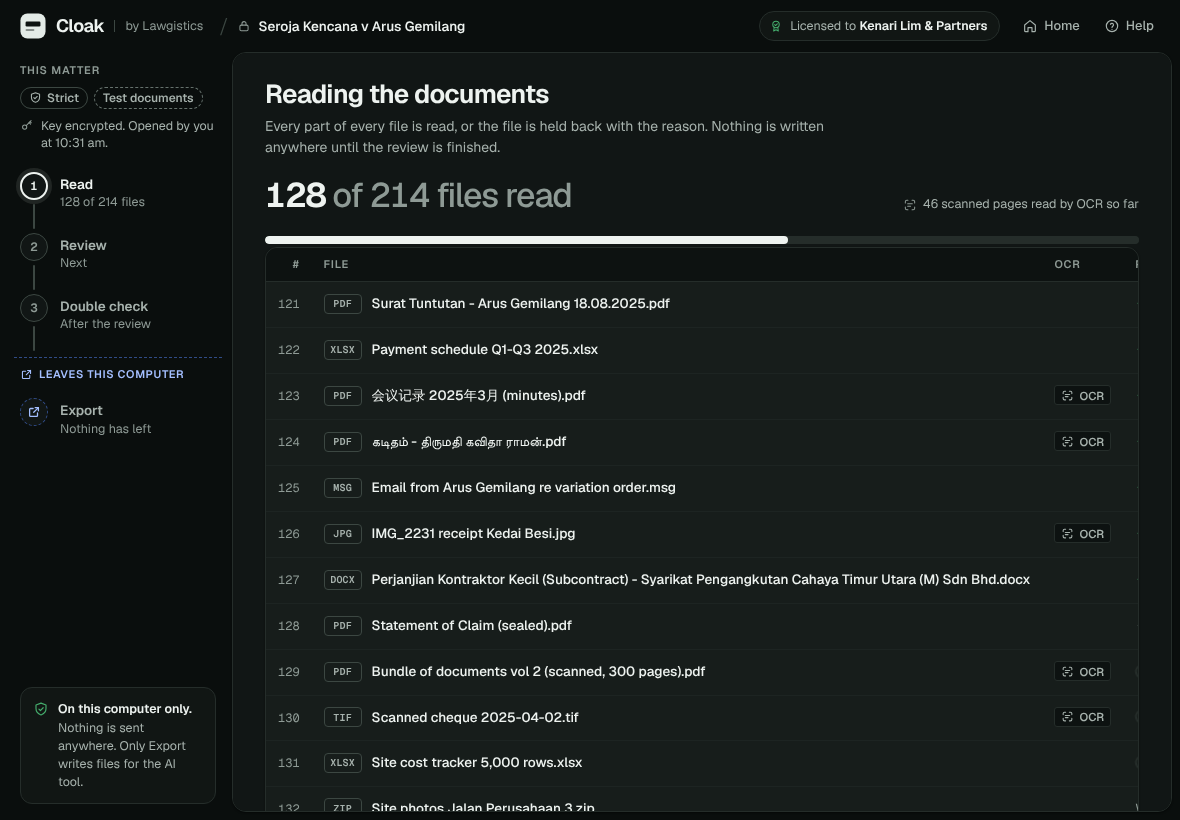 Cloak | by Lawgistics / Seroja Kencana v Arus Gemilang
Licensed to Kenari Lim & Partners
Home
Help
THIS MATTER
Strict
Test documents
Key encrypted. Opened by you
at 10:31 am.
1 Read
128 of 214 files
2 Review
Next
3 Double check
After the review
LEAVES THIS COMPUTER
Export
Nothing has left
On this computer only.
Nothing is sent
anywhere. Only Export
writes files for the AI
tool.
Reading the documents
Every part of every file is read, or the file is held back with the reason. Nothing is written
anywhere until the review is finished.
128 of 214 files read
46 scanned pages read by OCR so far
# FILE OCR
121 PDF Surat Tuntutan - Arus Gemilang 18.08.2025.pdf
122 XLSX Payment schedule Q1-Q3 2025.xlsx
123 PDF 会议记录 2025年3月 (minutes).pdf OCR
124 PDF கடிதம் - திருமதி கவிதா ராமன்.pdf OCR
125 MSG Email from Arus Gemilang re variation order.msg
126 JPG IMG_2231 receipt Kedai Besi.jpg OCR
127 DOCX Perjanjian Kontraktor Kecil (Subcontract) - Syarikat Pengangkutan Cahaya Timur Utara (M) Sdn Bhd.docx
128 PDF Statement of Claim (sealed).pdf
129 PDF Bundle of documents vol 2 (scanned, 300 pages).pdf OCR
130 TIF Scanned cheque 2025-04-02.tif OCR
131 XLSX Site cost tracker 5,000 rows.xlsx
132 ZIP Site photos Jalan Perusahaan 3.zip